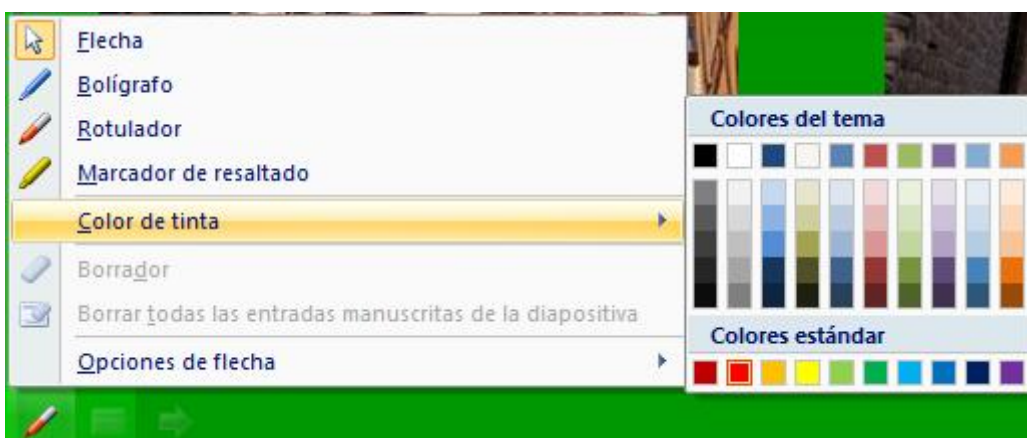 Flecha
Bolígrafo
Rotulador
Marcador de resaltado
Color de tinta
Borrador
Borrar todas las entradas manuscritas de la diapositiva
Opciones de flecha
Colores del tema
Colores estándar